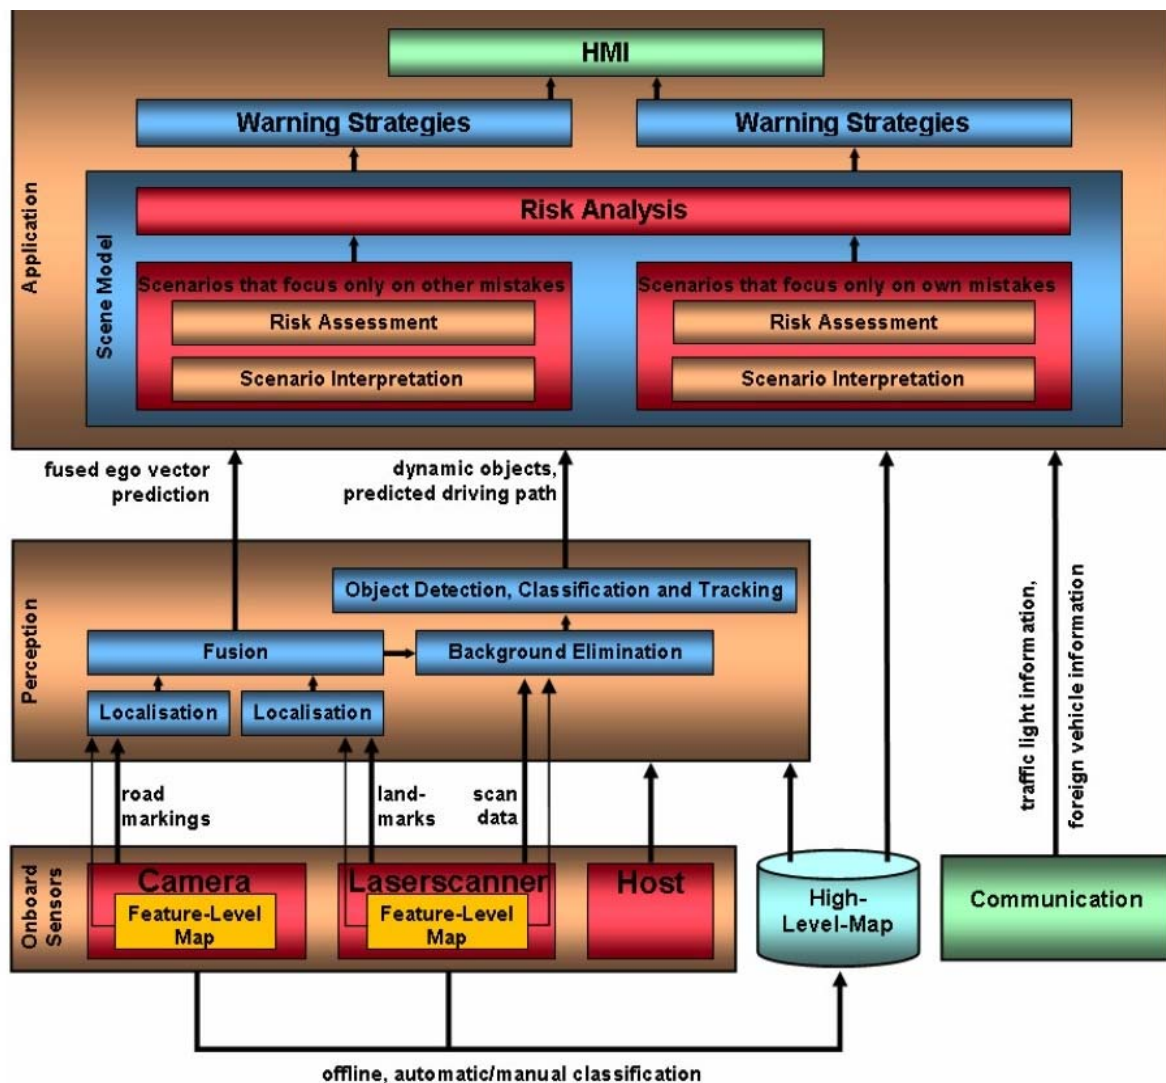 HMI
Warning Strategies
Warning Strategies
Application
Scene Model
Risk Analysis
Scenarios that focus only on other mistakes
Risk Assessment
Scenario Interpretation
Scenarios that focus only on own mistakes
Risk Assessment
Scenario Interpretation
fused ego vector
prediction
dynamic objects,
predicted driving path
Perception
Object Detection, Classification and Tracking
Fusion
Background Elimination
Localisation
Localisation
traffic light information,
foreign vehicle information
road
markings
land-
marks
scan
data
Onboard
Sensors
Camera
Feature-Level
Map
Laserscanner
Feature-Level
Map
Host
High-
Level-Map
Communication
offline, automatic/manual classification